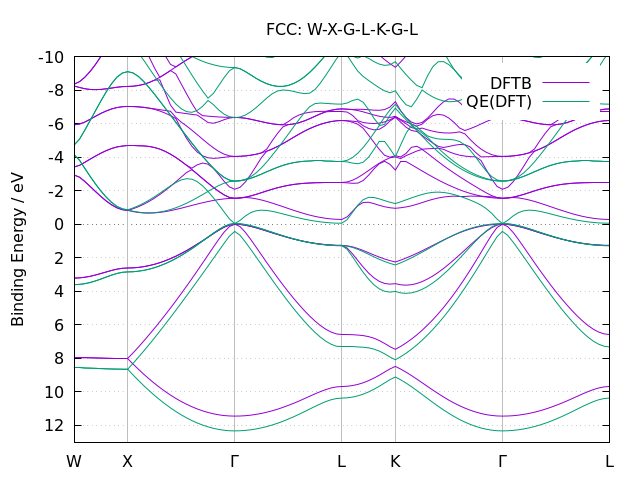 FCC: W-X-G-L-K-G-L
DFTB
QE(DFT)
Binding Energy / eV
-10
-8
-6
-4
-2
0
2
4
6
8
10
12
W X Γ L K Γ L